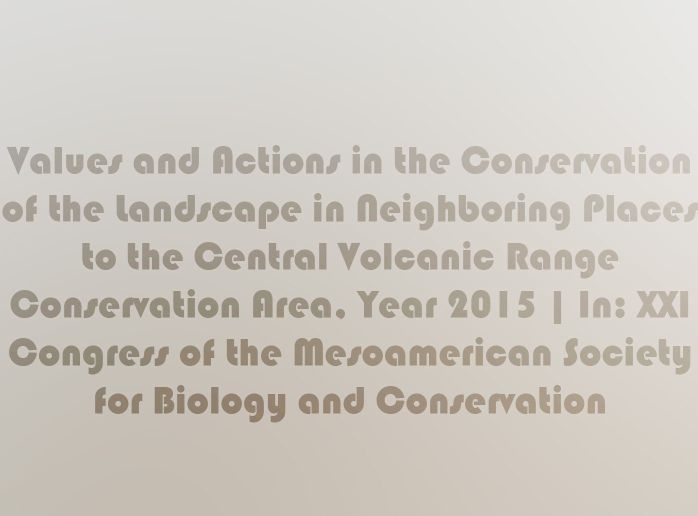 Values and Actions in the Conservation
of the Landscape in Neighboring Places
to the Central Volcanic Range
Conservation Area, Year 2015 | In: XXI
Congress of the Mesoamerican Society
for Biology and Conservation